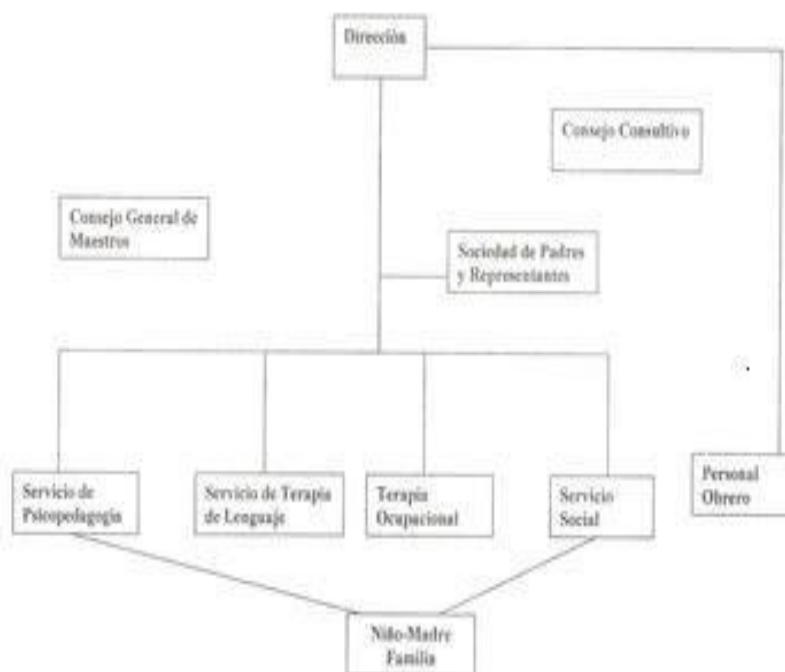 Dirección
Consejo Consultivo
Consejo General de
Maestros
Sociedad de Padres
y Representantes
Servicio de
Psicopedagogía
Servicio de Terapia
de Lenguaje
Terapia
Ocupacional
Servicio
Social
Personal
Obrero
Niño-Madre
Familia